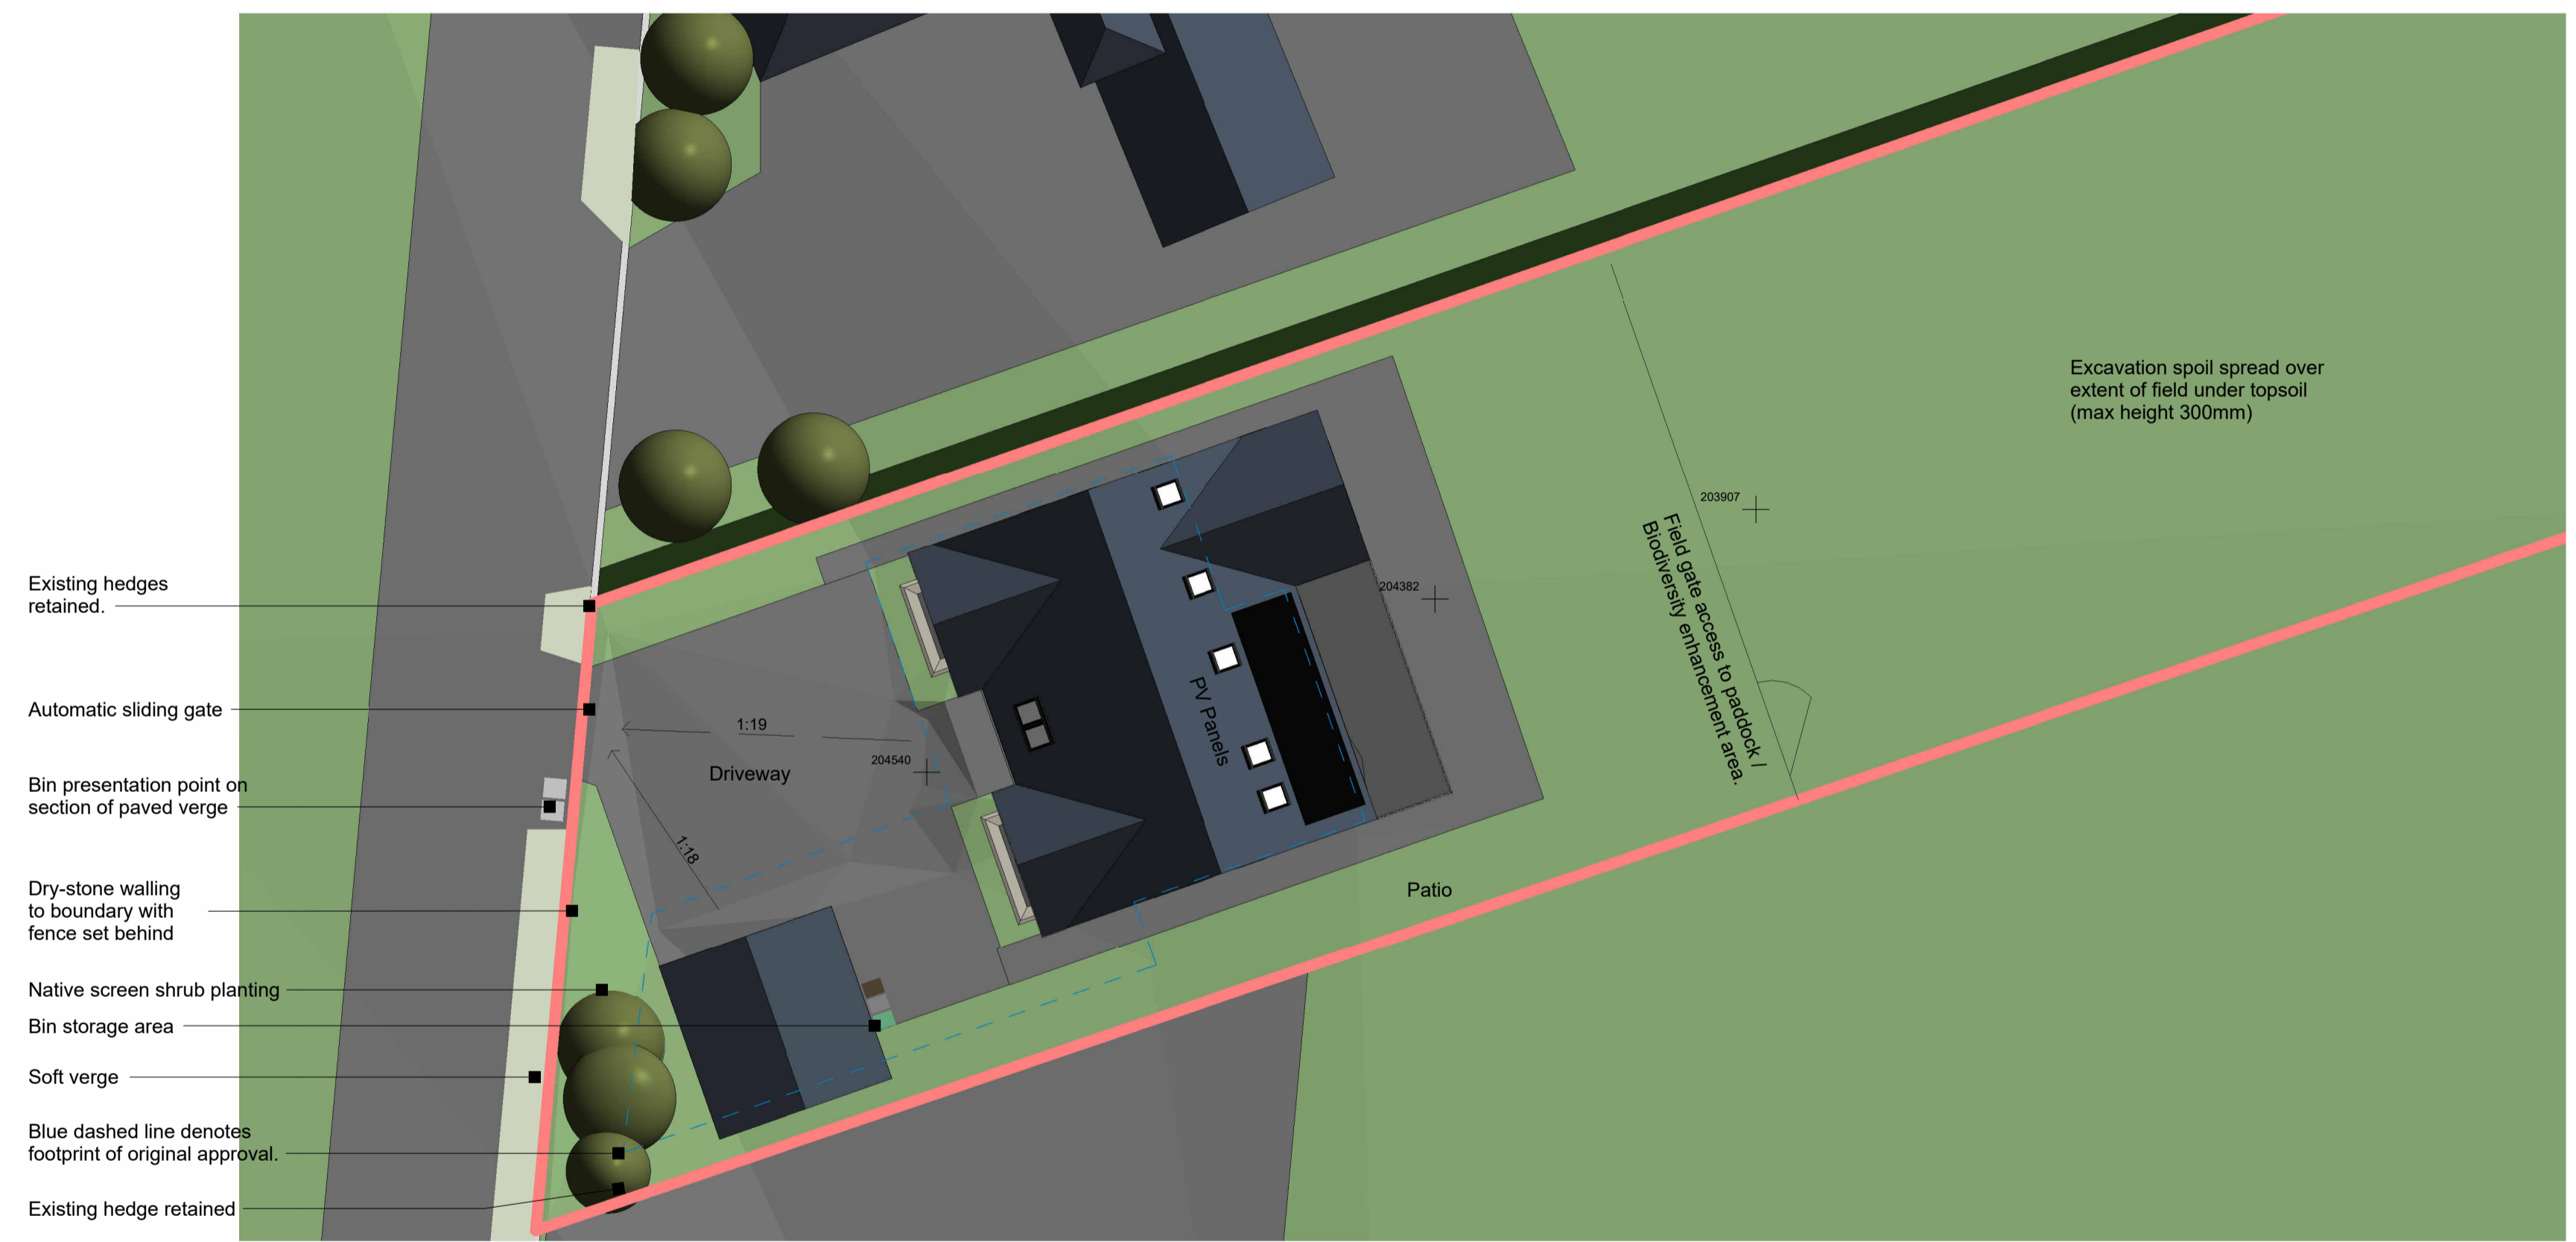 Existing hedges
retained.
Automatic sliding gate
Bin presentation point on
section of paved verge
Dry-stone walling
to boundary with
fence set behind
Native screen shrub planting
Bin storage area
Soft verge
Blue dashed line denotes
footprint of original approval.
Existing hedge retained
1:19
204540
Driveway
1:18
PV Panels
204382
Patio
203907
Field gate access to paddock /
Biodiversity enhancement area.
Excavation spoil spread over
extent of field under topsoil
(max height 300mm)